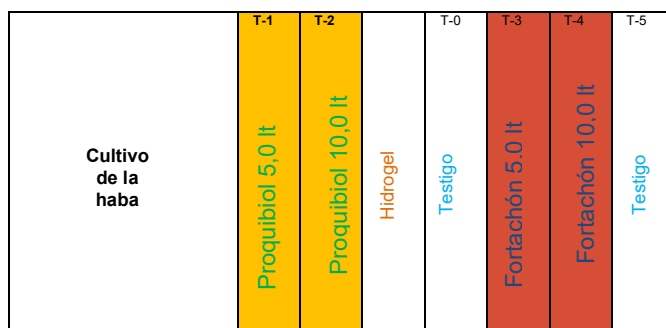 T-1
T-2
T-0
T-3
T-4
T-5
Cultivo
de la
haba
Proquibiol 5,0 lt
Proquibiol 10,0 lt
Hidrogel
Testigo
Fortachón 5.0 lt
Fortachón 10,0 lt
Testigo